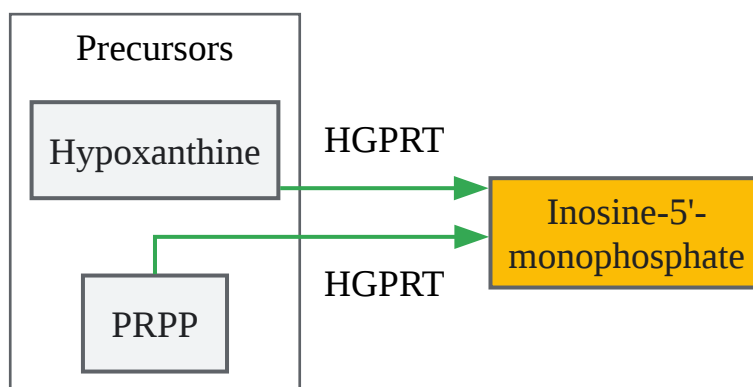 Precursors
Hypoxanthine
HGPRT
Inosine-5'-
monophosphate
PRPP
HGPRT